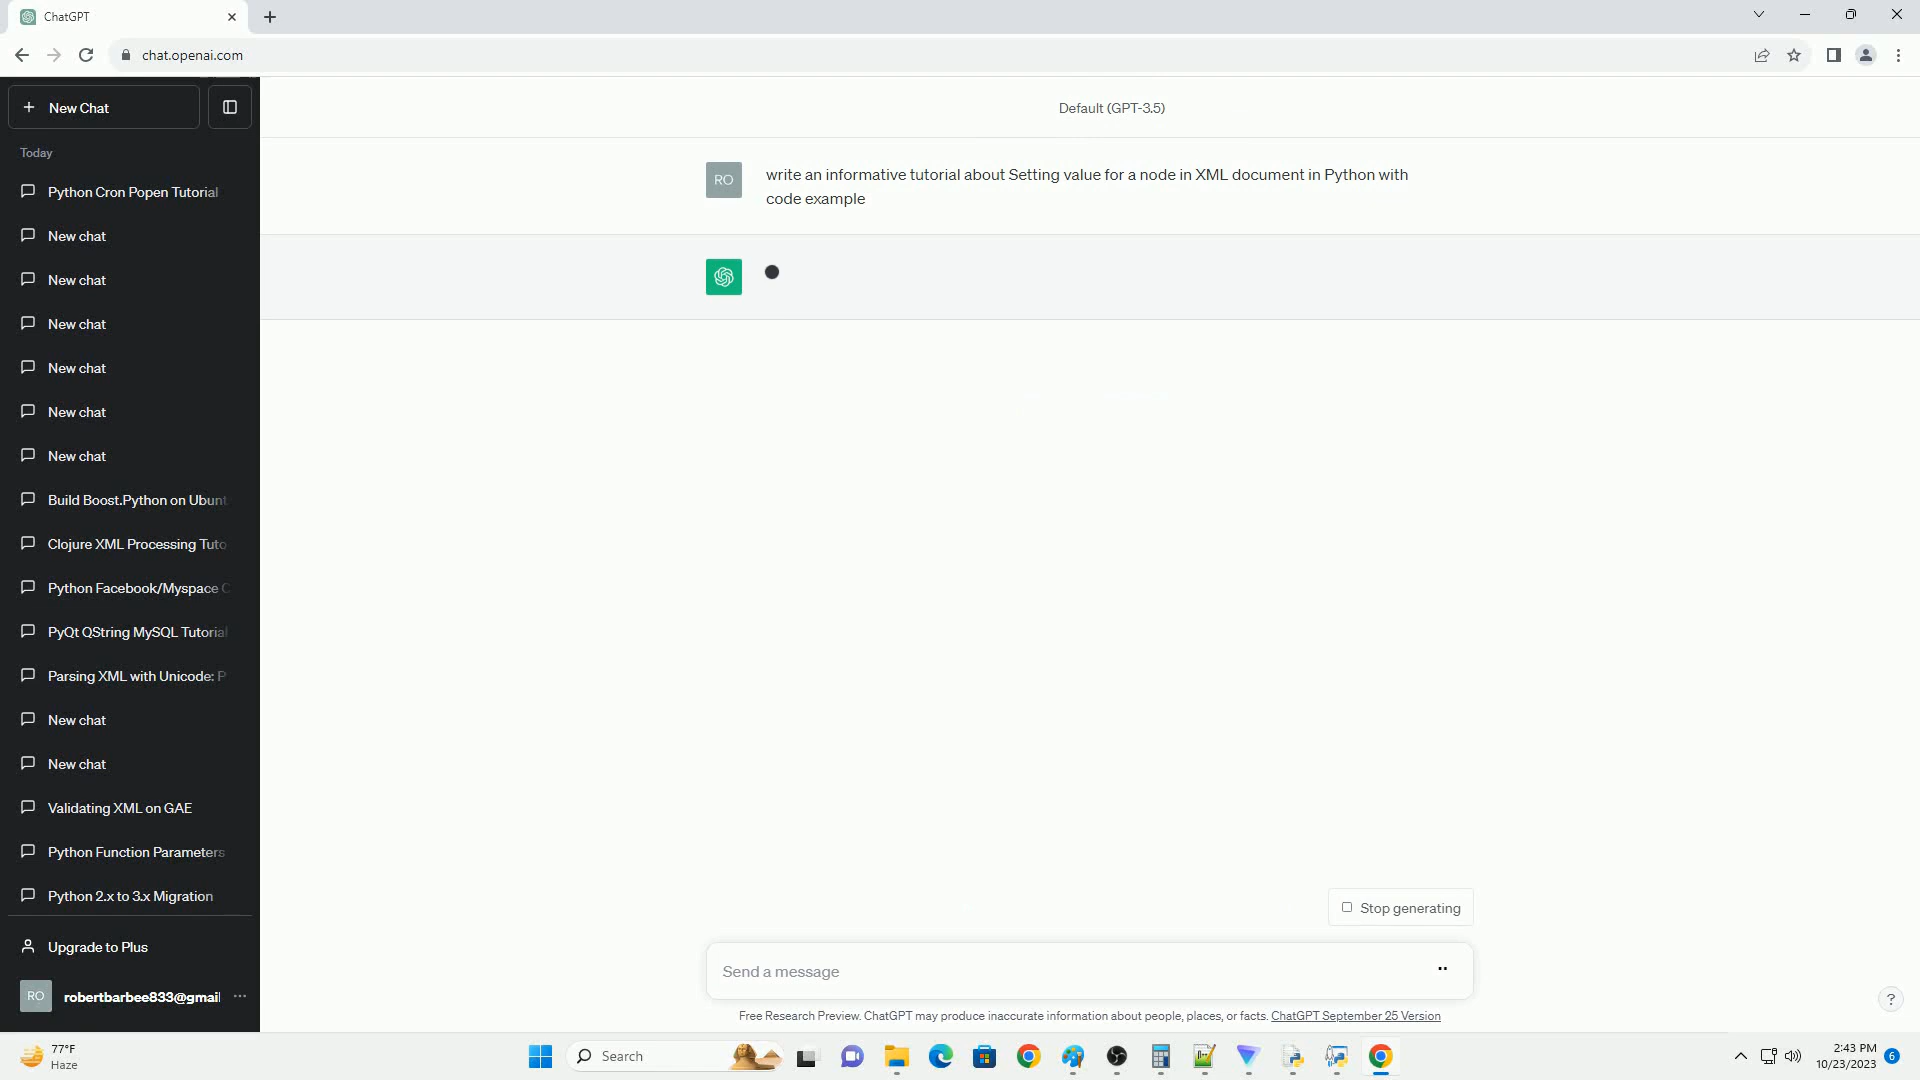 ChatGPT
chat.openai.com
New Chat
Default (GPT-3.5)
Today
Python Cron Popen Tutorial
New chat
New chat
New chat
New chat
New chat
New chat
Build Boost.Python on Ubunt
Clojure XML Processing Tuto
Python Facebook/Myspace C
PyQt QString MySQL Tutorial
Parsing XML with Unicode: P
New chat
New chat
Validating XML on GAE
Python Function Parameters
Python 2.x to 3.x Migration
Upgrade to Plus
RO robertbarbee833@gmai
RO
write an informative tutorial about Setting value for a node in XML document in Python with
code example
Stop generating
Send a message
Free Research Preview. ChatGPT may produce inaccurate information about people, places, or facts. ChatGPT September 25 Version
?
77°F
Haze
Search
2:43 PM
10/23/2023
6